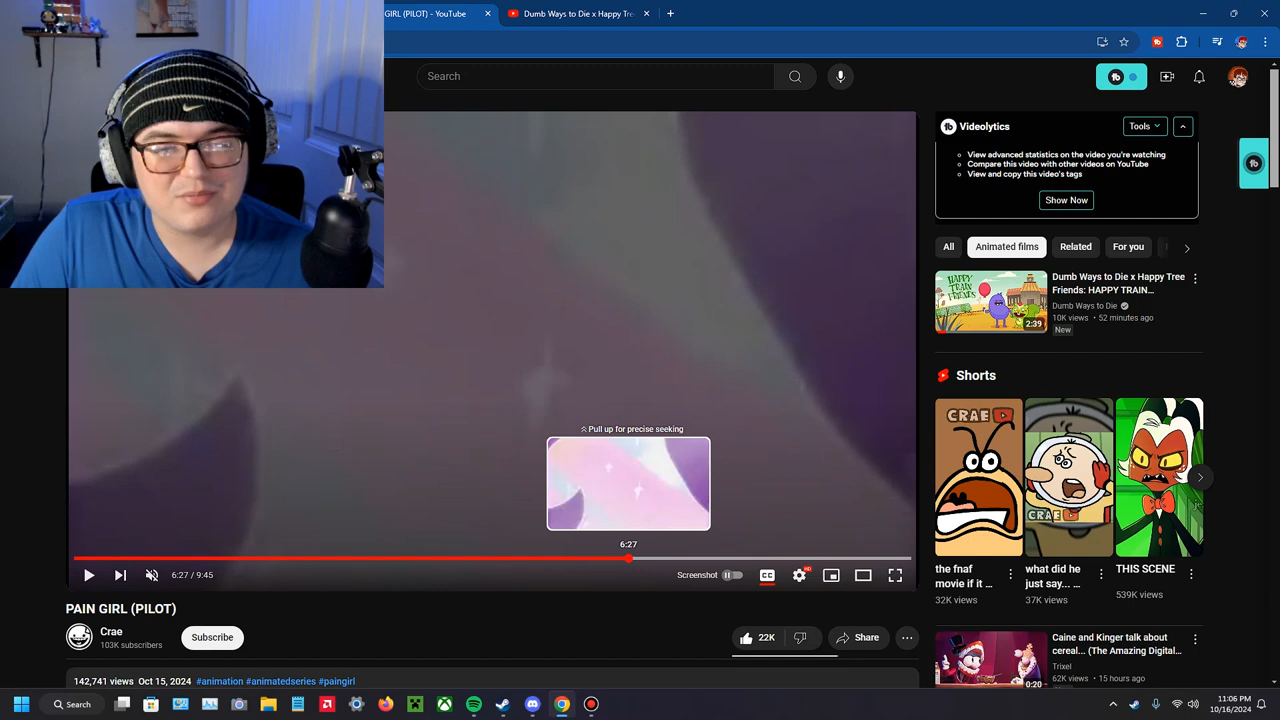 GIRL (PILOT) - YouTube
Dumb Ways to Die x Happy Tre
Search
Videolytics
Tools
View advanced statistics on the video you're watching
Compare this video with other videos on YouTube
View and copy this video's tags
Show Now
All
Animated films
Related
For you
HAPPY TRAIN FRIENDS
2:39
Dumb Ways to Die x Happy Tree
Friends: HAPPY TRAIN...
Dumb Ways to Die
10K views • 52 minutes ago
New
Shorts
CRAE
CRAE
the fnaf
movie if it ...
32K views
what did he
just say... ...
37K views
THIS SCENE
539K views
Pull up for precise seeking
6:27
6:27 / 9:45
Screenshot
CC
HD
PAIN GIRL (PILOT)
Crae
103K subscribers
Subscribe
22K
Share
142,741 views Oct 15, 2024 #animation #animatedseries #paingirl
0:20
Caine and Kinger talk about
cereal... (The Amazing Digital...
Trixel
62K views • 15 hours ago
Search
11:06 PM
10/16/2024